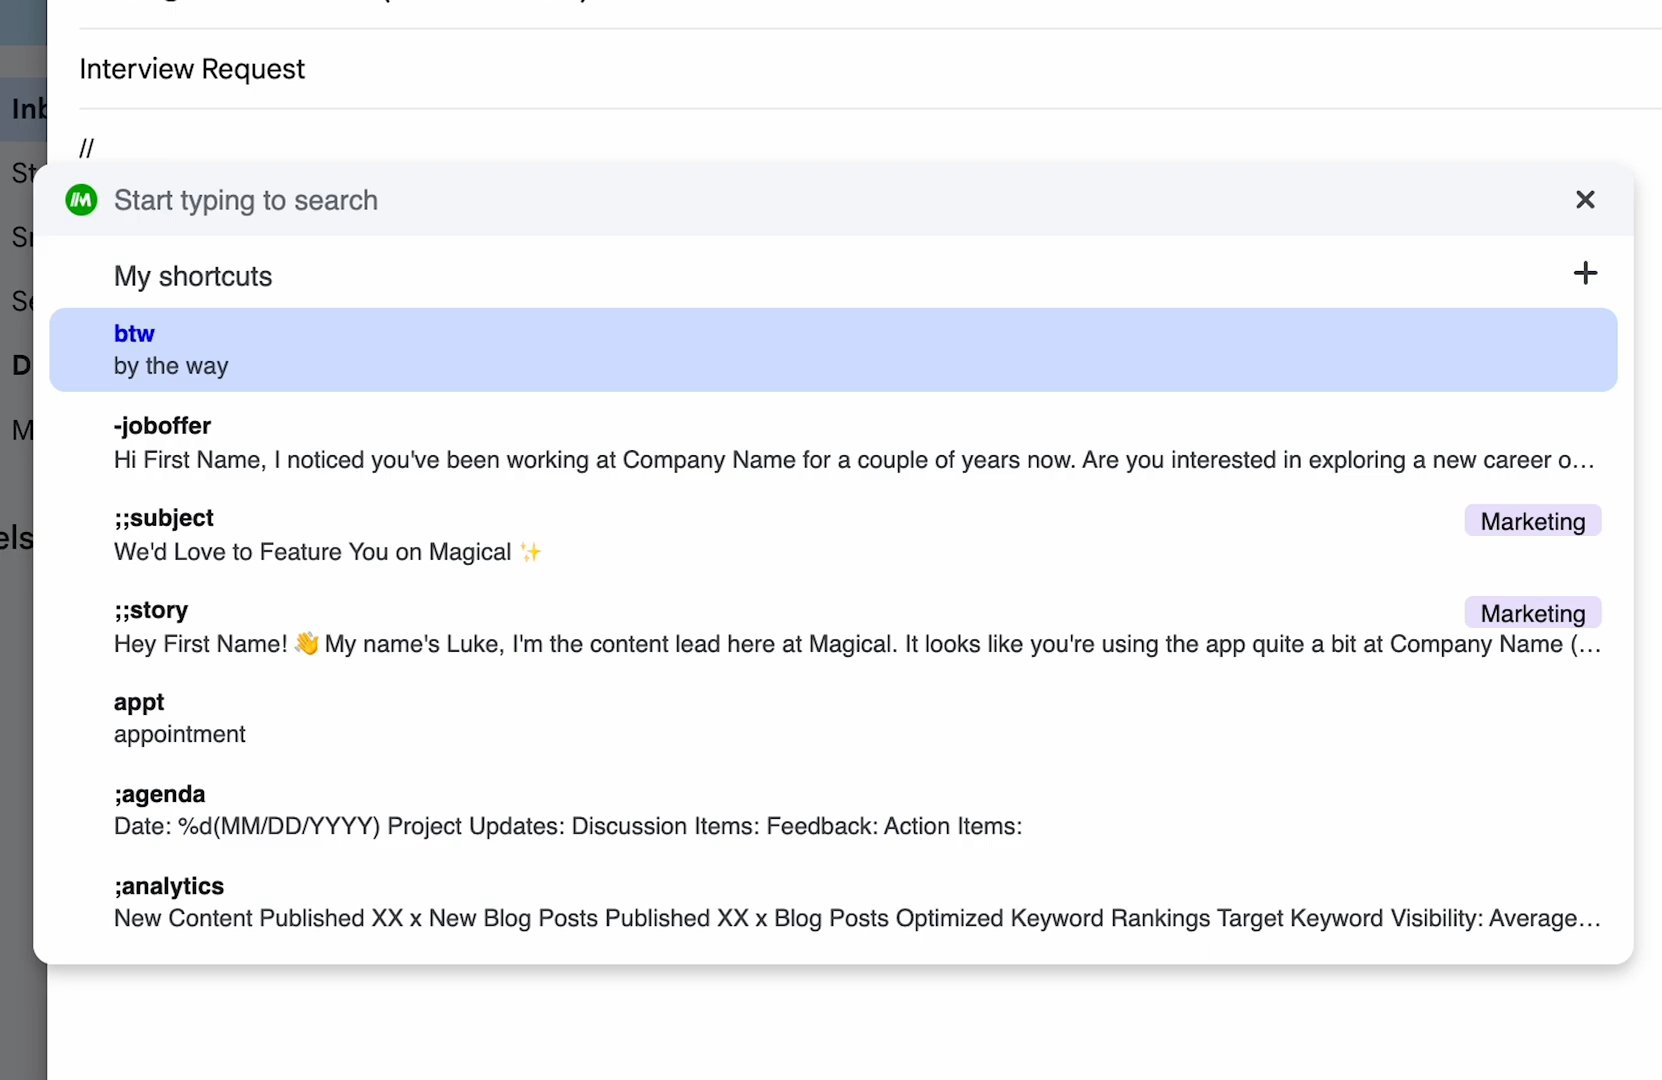 Interview Request
Inb
//
Start typing to search
My shortcuts
btw
by the way
D
-joboffer
M
Hi First Name, I noticed you've been working at Company Name for a couple of years now. Are you interested in exploring a new career o…
;;subject
Marketing
els
We'd Love to Feature You on Magical ✨
;;story
Marketing
Hey First Name! 👋 My name's Luke, I'm the content lead here at Magical. It looks like you're using the app quite a bit at Company Name (…
appt
appointment
;agenda
Date: %d(MM/DD/YYYY) Project Updates: Discussion Items: Feedback: Action Items:
;analytics
New Content Published XX x New Blog Posts Published XX x Blog Posts Optimized Keyword Rankings Target Keyword Visibility: Average…